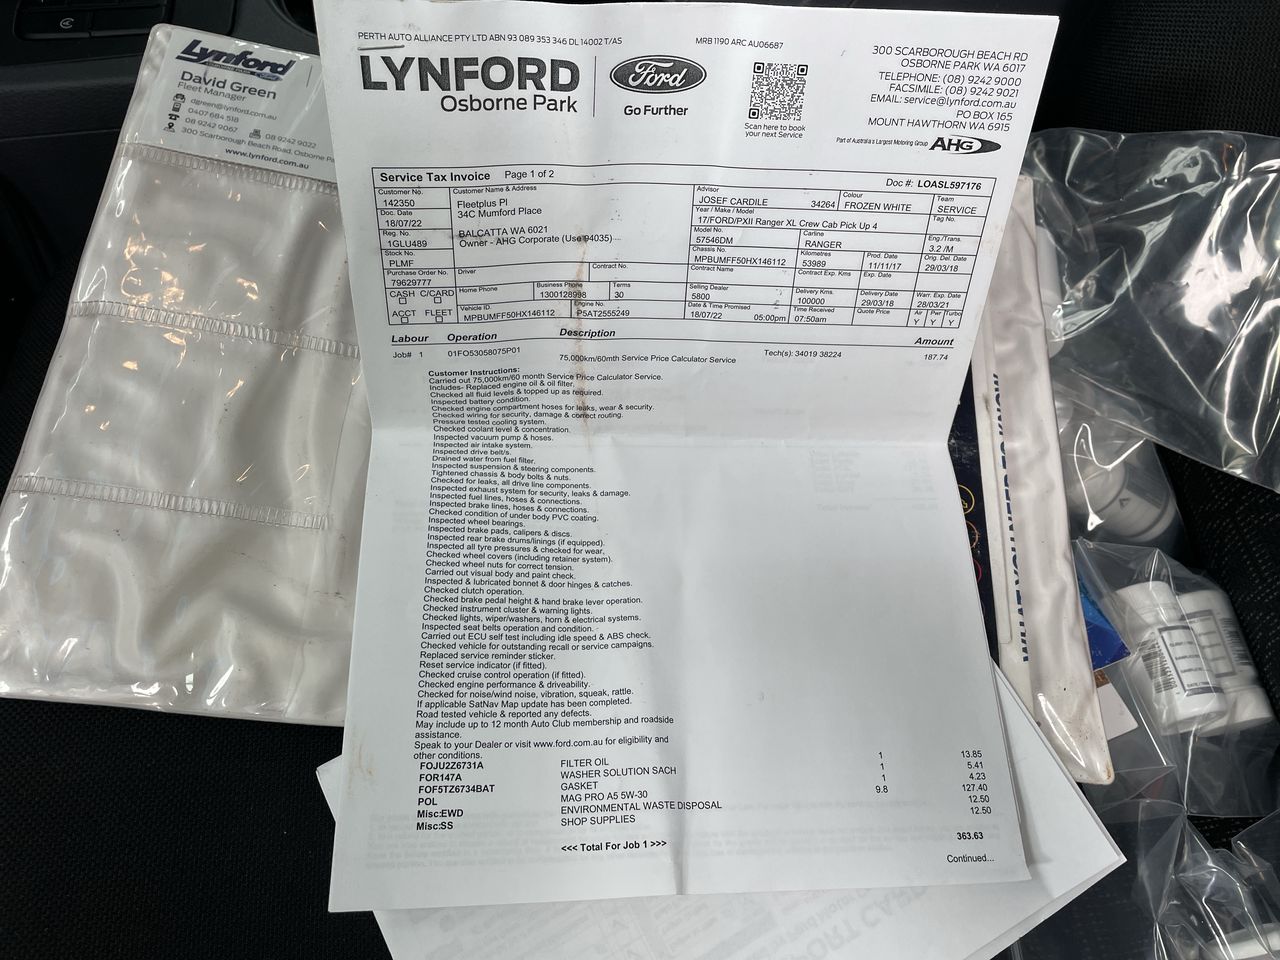 Lynford
David Green
Fleet Manager
dgreen@lynford.com.au
0407 684 518
08 9242 9067 08 9242 9022
300 Scarborough Beach Road, Osborne
www.lynford.com.au
PERTH AUTO ALLIANCE PTY LTD ABN 93 089 353 346 DL 14002 T/AS
MRB 1190 ARC AU06687
LYNFORD
Osborne Park
Ford
Go Further
Scan here to book
your next Service
300 SCARBOROUGH BEACH RD
OSBORNE PARK WA 6017
TELEPHONE: (08) 9242 9000
FACSIMILE: (08) 9242 9021
EMAIL: service@lynford.com.au
PO BOX 165
MOUNT HAWTHORN WA 6915
Part of Australia's Largest Motoring Group AHG
Service Tax Invoice Page 1 of 2
Doc #: LOASL597176
Customer No.
142350
Doc. Date
18/07/22
Reg. No.
1GLU489
Stock No.
PLMF
Purchase Order No.
79629777
CASH C/CARD
ACCT FLEET
Customer Name & Address
Fleetplus Pl
34C Mumford Place
BALCATTA WA 6021
Owner - AHG Corporate (Use 94035)
Driver
Contract No.
Home Phone
Business Phone
1300128998
Terms
30
Vehicle ID.
MPBUMFF50HX146112
Engine No.
P5AT2555249
Advisor
JOSEF CARDILE 34264
Colour
FROZEN WHITE
Team
SERVICE
Year / Make / Model
17/FORD/PXII Ranger XL Crew Cab Pick Up 4
Tag No.
Model No.
57546DM
Carline
RANGER
Eng./Trans.
3.2 /M
Chassis No.
MPBUMFF50HX146112
Kilometres
53989
Prod. Date
11/11/17
Orig. Del. Date
29/03/18
Contract Name
Contract Exp. Kms
Exp. Date
Selling Dealer
5800
Delivery Kms.
100000
Delivery Date
29/03/18
Warr. Exp. Date
28/03/21
Date & Time Promised
18/07/22 05:00pm
Time Received
07:50am
Quote Price
Air Pwr Turbo
Y Y Y
Labour Operation Description Amount
Job# 1 01FO53058075P01 75,000km/60mth Service Price Calculator Service Tech(s): 34019 38224 187.74
Customer Instructions:
Carried out 75,000km/60 month Service Price Calculator Service.
Includes- Replaced engine oil & oil filter.
Checked all fluid levels & topped up as required.
Inspected battery condition.
Checked engine compartment hoses for leaks, wear & security.
Checked wiring for security, damage & correct routing.
Pressure tested cooling system.
Checked coolant level & concentration.
Inspected vacuum pump & hoses.
Inspected air intake system.
Inspected drive belt/s.
Drained water from fuel filter.
Inspected suspension & steering components.
Tightened chassis & body bolts & nuts.
Checked for leaks, all drive line components.
Inspected exhaust system for security, leaks & damage.
Inspected fuel lines, hoses & connections.
Inspected brake lines, hoses & connections.
Checked condition of under body PVC coating.
Inspected wheel bearings.
Inspected brake pads, calipers & discs.
Inspected rear brake drums/linings (if equipped).
Inspected all tyre pressures & checked for wear.
Checked wheel covers (including retainer system).
Checked wheel nuts for correct tension.
Carried out visual body and paint check.
Inspected & lubricated bonnet & door hinges & catches.
Checked clutch operation.
Checked brake pedal height & hand brake lever operation.
Checked instrument cluster & warning lights.
Checked lights, wiper/washers, horn & electrical systems.
Inspected seat belts operation and condition.
Carried out ECU self test including idle speed & ABS check.
Checked vehicle for outstanding recall or service campaigns.
Replaced service reminder sticker.
Reset service indicator (if fitted).
Checked cruise control operation (if fitted).
Checked engine performance & driveability.
Checked for noise/wind noise, vibration, squeak, rattle.
If applicable SatNav Map update has been completed.
Road tested vehicle & reported any defects.
May include up to 12 month Auto Club membership and roadside
assistance.
Speak to your Dealer or visit www.ford.com.au for eligibility and
other conditions.
FOJU2Z6731A FILTER OIL 1 13.85
FOR147A WASHER SOLUTION SACH 1 5.41
FOF5TZ6734BAT GASKET 1 4.23
POL MAG PRO A5 5W-30 9.8 127.40
Misc:EWD ENVIRONMENTAL WASTE DISPOSAL 12.50
Misc:SS SHOP SUPPLIES 12.50
<<< Total For Job 1 >>> 363.63
Continued...
WHAT YOU NEED TO KNOW